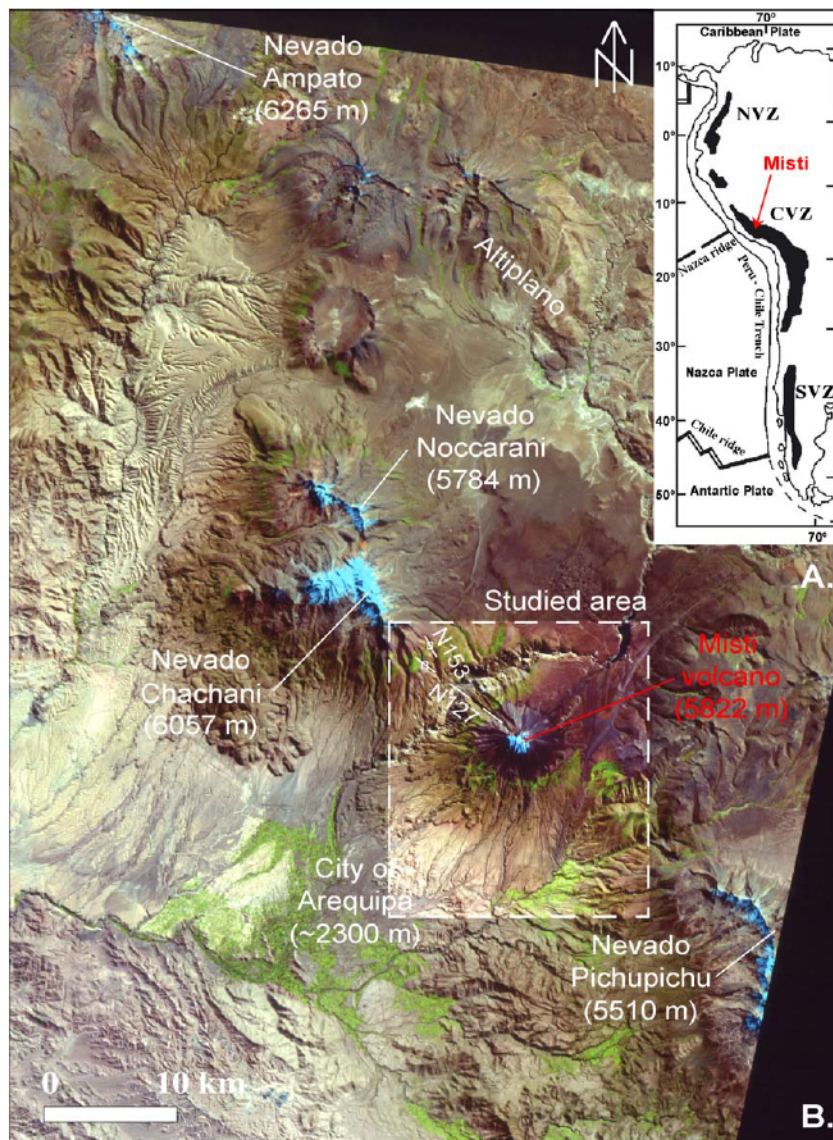 Nevado
Ampato
(6265 m)
N
Altiplano
Nevado
Noccarani
(5784 m)
Studied area
N153
N127
Misti
volcano
(5822 m)
Nevado
Chachani
(6057 m)
City of
Arequipa
(~2300 m)
Nevado
Pichupichu
(5510 m)
0 10 km
B.
70°
Caribbean Plate
10°
NVZ
0°
Misti
10°
CVZ
Nazca ridge
20°
Peru - Chile Trench
30°
Nazca Plate
SVZ
40°
Chile ridge
Antartic Plate
50°
70°
A.